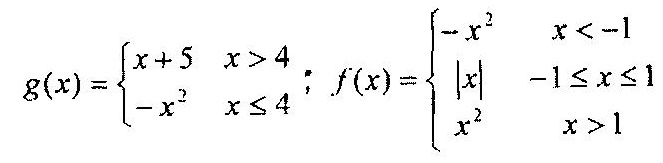 g(x) = { x + 5   x > 4 ; −x²   x ≤ 4 ; f(x) = { −x²   x < −1 ; |x|   −1 ≤ x ≤ 1 ; x²   x > 1